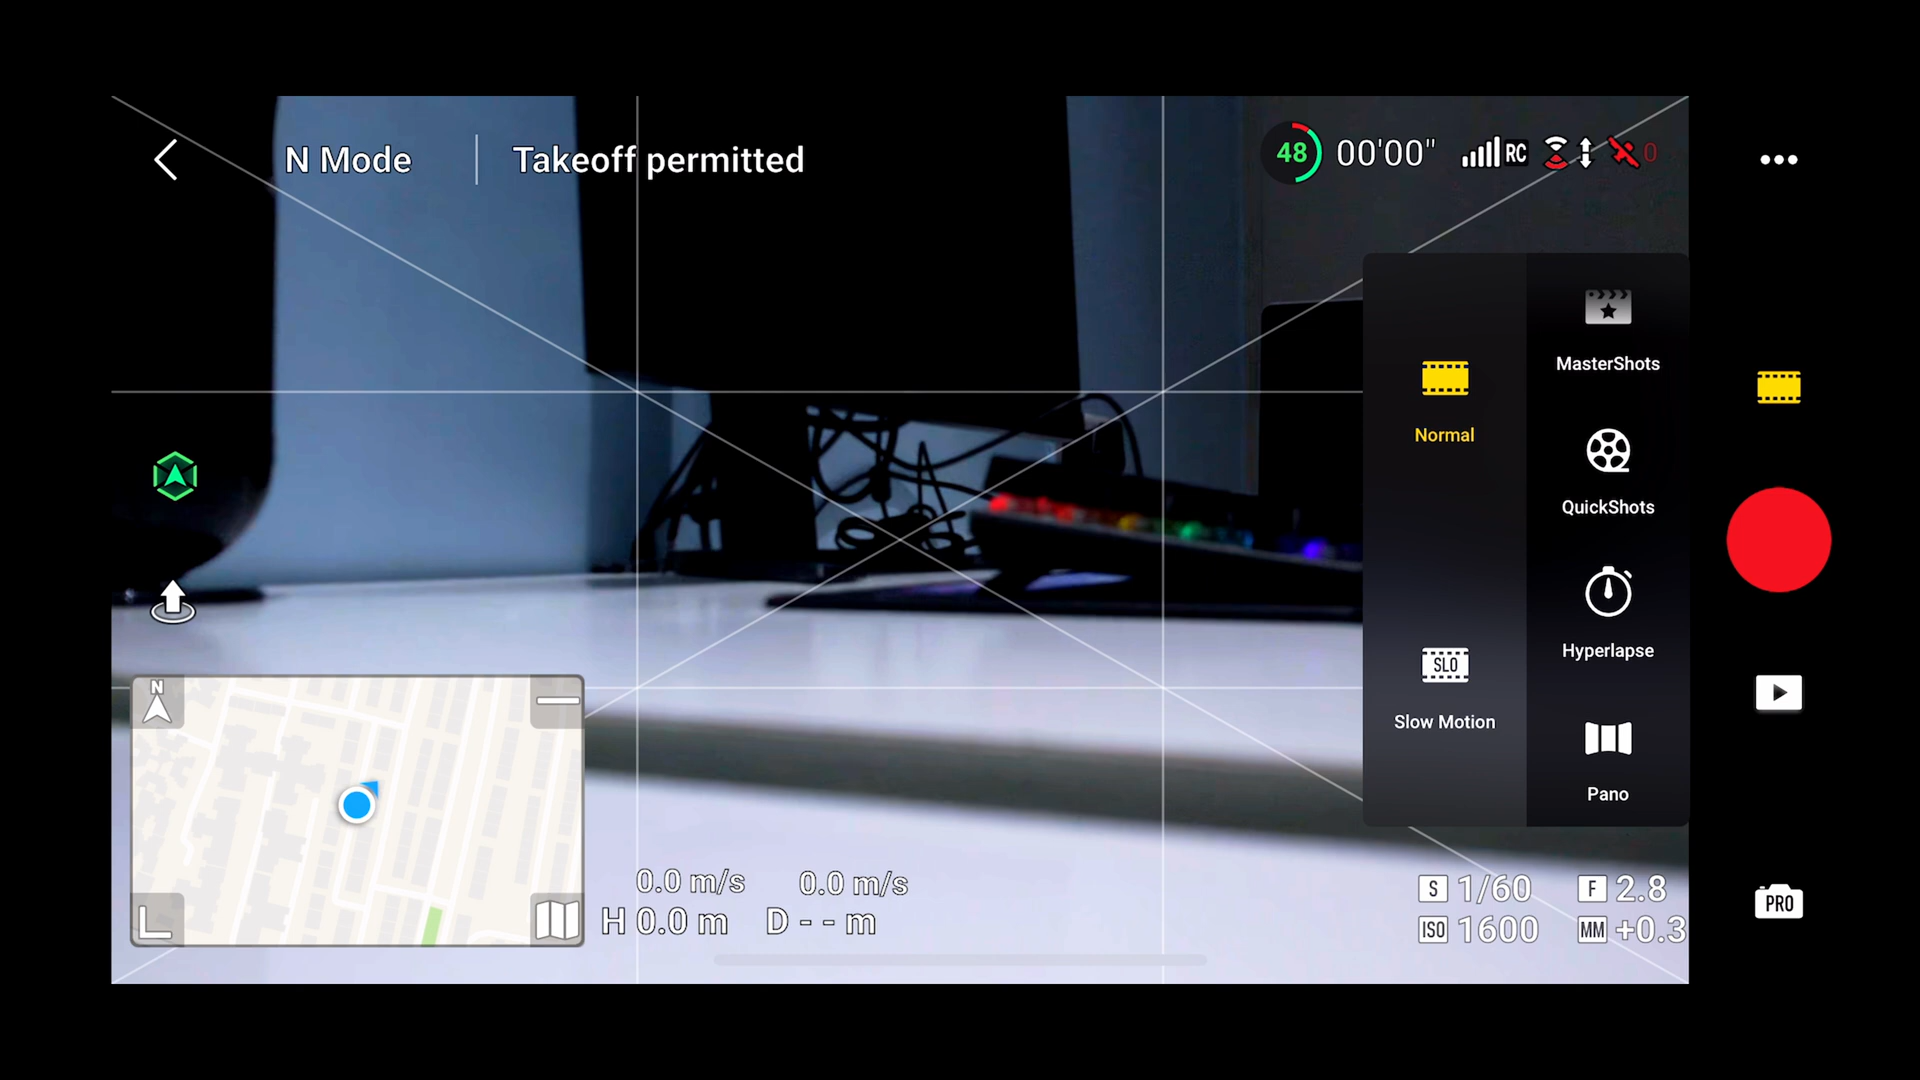 N Mode
Takeoff permitted
48
00'00"
RC
0
MasterShots
Normal
QuickShots
Hyperlapse
SLO
Slow Motion
Pano
N
L
0.0 m/s
0.0 m/s
H 0.0 m
D - - m
S 1/60
F 2.8
ISO 1600
MM +0.3
PRO